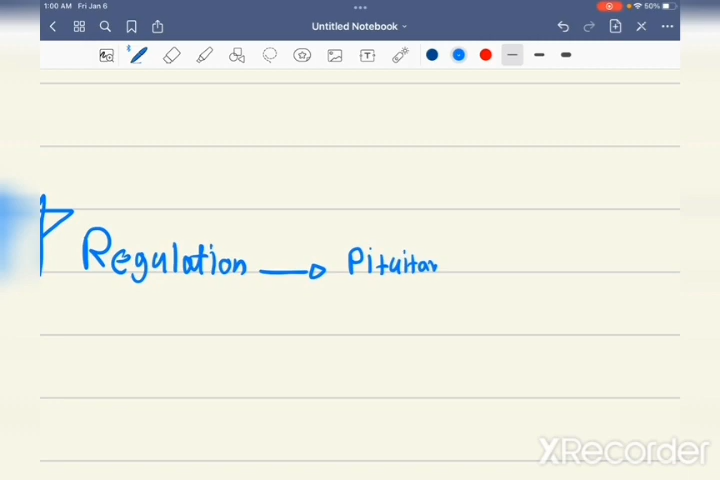 1:00 AM Fri Jan 6
50%
Untitled Notebook
Regulation → Pituitar
XRecorder